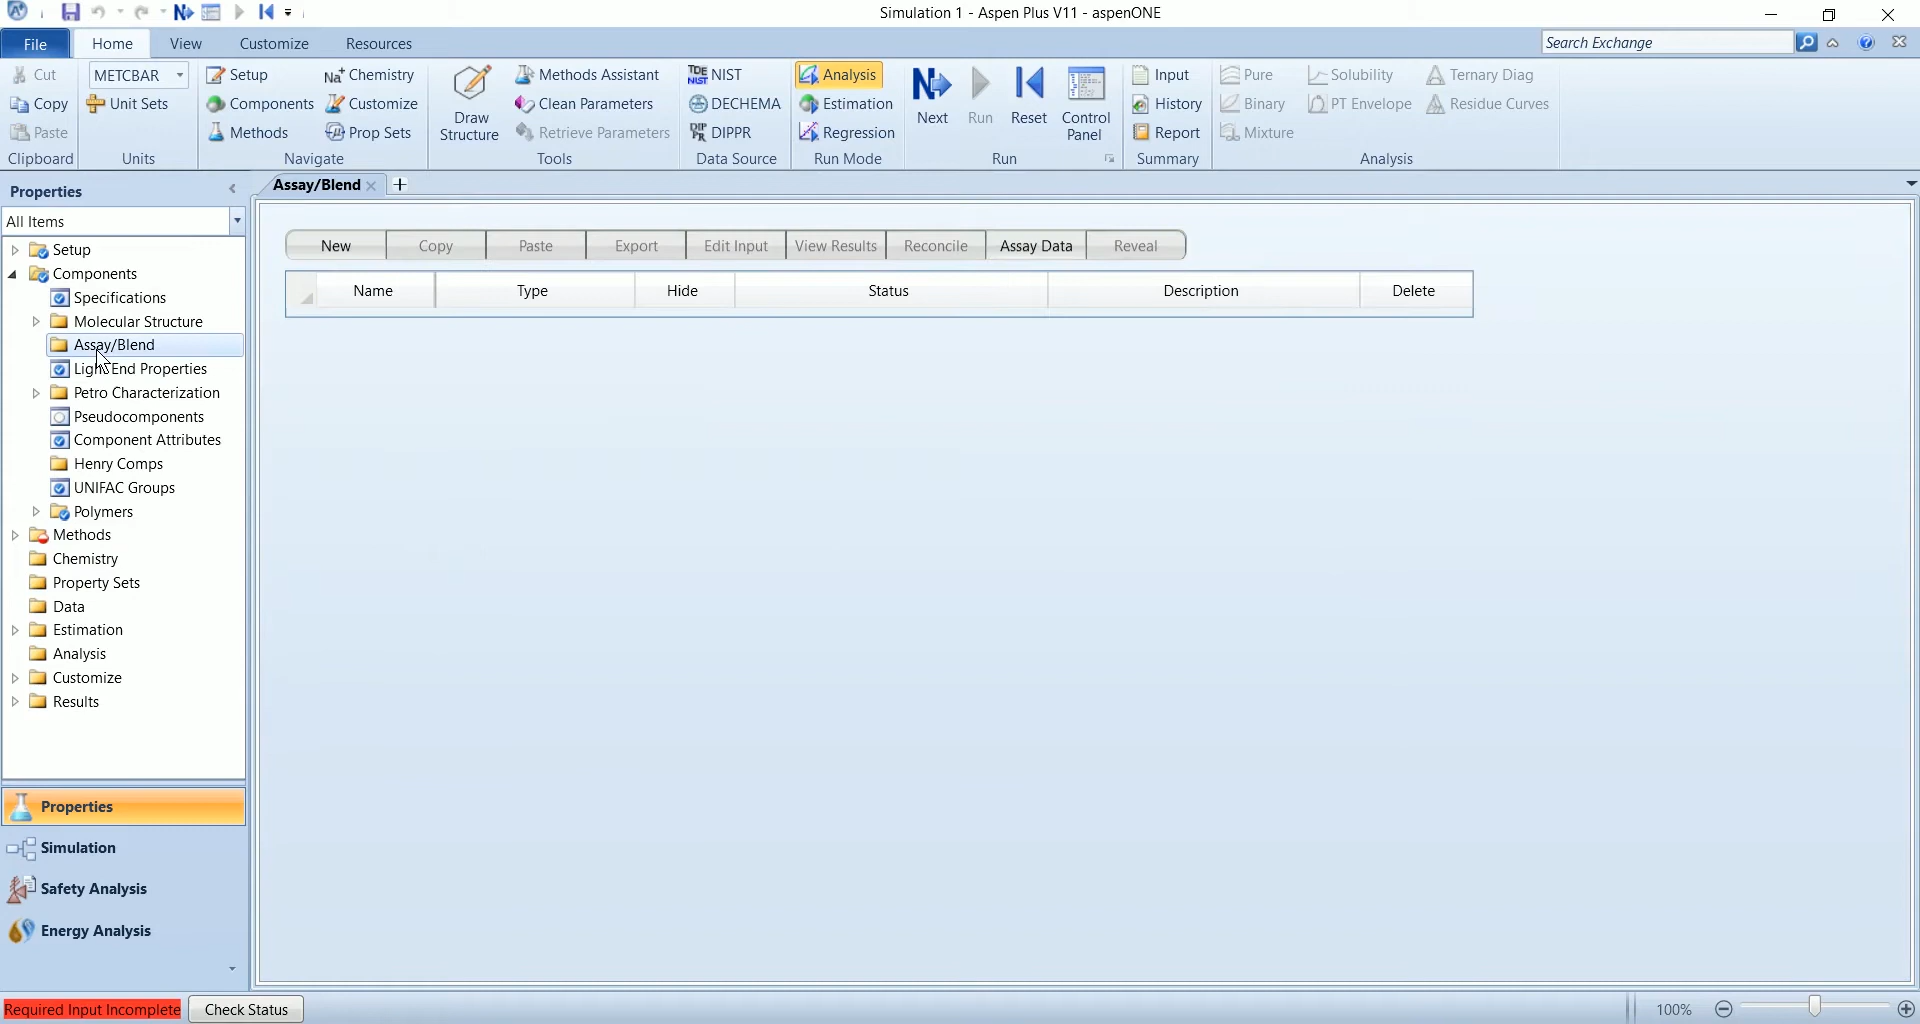 Simulation 1 - Aspen Plus V11 - aspenONE
File Home View Customize Resources Search Exchange
Cut METCBAR Setup Chemistry Methods Assistant NIST Analysis Input Pure Solubility Ternary Diag
Copy Unit Sets Components Customize Clean Parameters DECHEMA Estimation History Binary PT Envelope Residue Curves
Paste Methods Prop Sets Retrieve Parameters DIPPR Regression Report Mixture
Draw Structure Next Run Reset Control Panel
Clipboard Units Navigate Tools Data Source Run Mode Run Summary Analysis
Properties
All Items
Assay/Blend
New Copy Paste Export Edit Input View Results Reconcile Assay Data Reveal
Name Type Hide Status Description Delete
Setup
Components
Specifications
Molecular Structure
Assay/Blend
Light End Properties
Petro Characterization
Pseudocomponents
Component Attributes
Henry Comps
UNIFAC Groups
Polymers
Methods
Chemistry
Property Sets
Data
Estimation
Analysis
Customize
Results
Properties
Simulation
Safety Analysis
Energy Analysis
Required Input Incomplete Check Status 100%